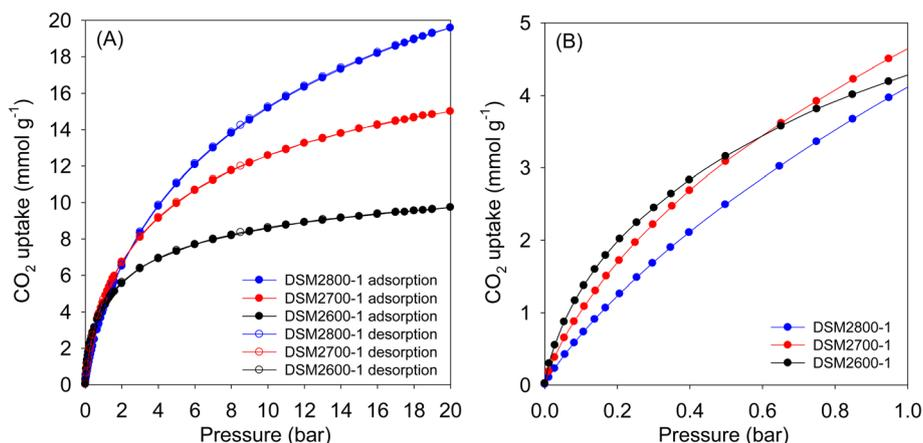 (A)
CO2 uptake (mmol g-1)
20
18
16
14
12
10
8
6
4
2
0
DSM2800-1 adsorption
DSM2700-1 adsorption
DSM2600-1 adsorption
DSM2800-1 desorption
DSM2700-1 desorption
DSM2600-1 desorption
0 2 4 6 8 10 12 14 16 18 20
Pressure (bar)
(B)
CO2 uptake (mmol g-1)
5
4
3
2
1
0
DSM2800-1
DSM2700-1
DSM2600-1
0.0 0.2 0.4 0.6 0.8 1.0
Pressure (bar)